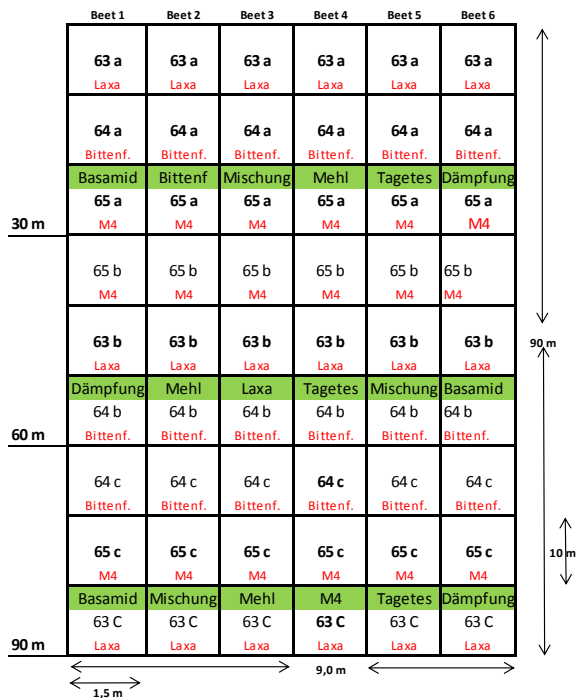 Beet 1 Beet 2 Beet 3 Beet 4 Beet 5 Beet 6
63 a 63 a 63 a 63 a 63 a 63 a
Laxa Laxa Laxa Laxa Laxa Laxa
64 a 64 a 64 a 64 a 64 a 64 a
Bittenf. Bittenf. Bittenf. Bittenf. Bittenf. Bittenf.
Basamid Bittenf Mischung Mehl Tagetes Dämpfung
65 a 65 a 65 a 65 a 65 a 65 a
30 m M4 M4 M4 M4 M4 M4
65 b 65 b 65 b 65 b 65 b 65 b
M4 M4 M4 M4 M4 M4
63 b 63 b 63 b 63 b 63 b 63 b
90 m
Laxa Laxa Laxa Laxa Laxa Laxa
Dämpfung Mehl Laxa Tagetes Mischung Basamid
64 b 64 b 64 b 64 b 64 b 64 b
60 m Bittenf. Bittenf. Bittenf. Bittenf. Bittenf. Bittenf.
64 c 64 c 64 c 64 c 64 c 64 c
Bittenf. Bittenf. Bittenf. Bittenf. Bittenf. Bittenf.
65 c 65 c 65 c 65 c 65 c 65 c
10 m
M4 M4 M4 M4 M4 M4
Basamid Mischung Mehl M4 Tagetes Dämpfung
63 C 63 C 63 C 63 C 63 C 63 C
90 m Laxa Laxa Laxa Laxa Laxa Laxa
9,0 m
1,5 m